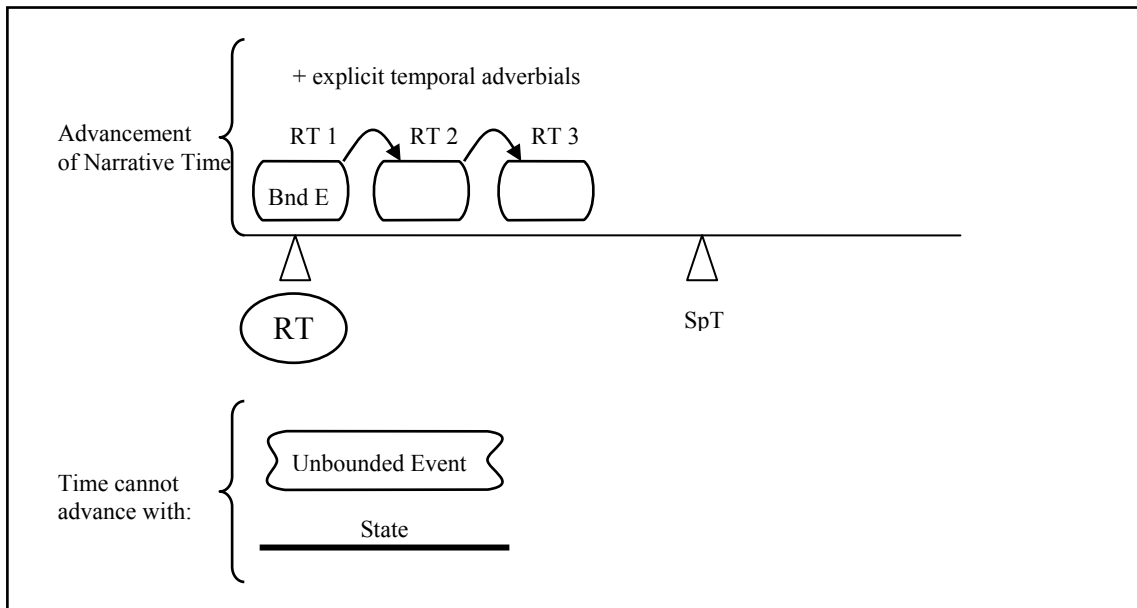 + explicit temporal adverbials
Advancement
of Narrative Time
RT 1 RT 2 RT 3
Bnd E
RT
SpT
Time cannot
advance with:
Unbounded Event
State